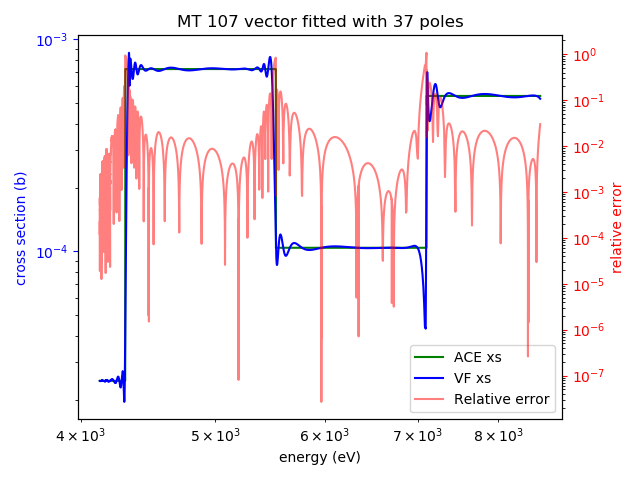 MT 107 vector fitted with 37 poles
10⁻³
10⁻⁴
cross section (b)
10⁰
10⁻¹
10⁻²
10⁻³
10⁻⁴
10⁻⁵
10⁻⁶
10⁻⁷
relative error
ACE xs
VF xs
Relative error
4 × 10³ 5 × 10³ 6 × 10³ 7 × 10³ 8 × 10³
energy (eV)